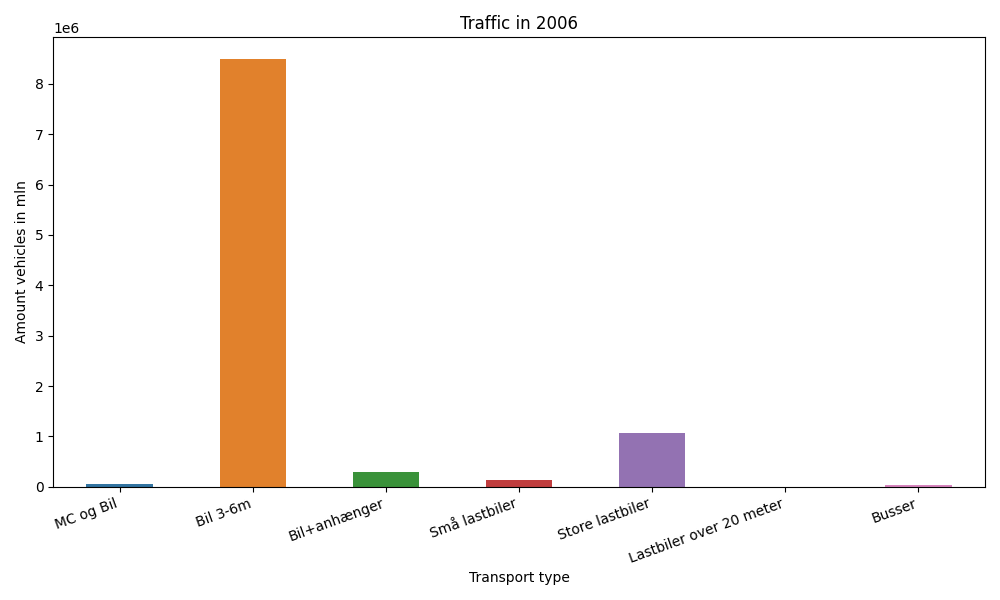 Traffic in 2006
1e6
8
7
6
5
4
3
2
1
0
Amount vehicles in mln
MC og Bil
Bil 3-6m
Bil+anhænger
Små lastbiler
Store lastbiler
Lastbiler over 20 meter
Busser
Transport type